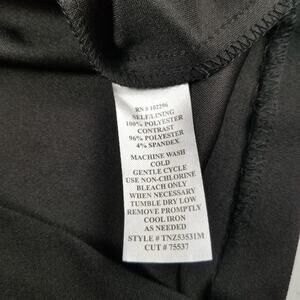 RN # 102296
SELF/LINING
100% POLYESTER
CONTRAST
96% POLYESTER
4% SPANDEX
MACHINE WASH
COLD
GENTLE CYCLE
USE NON-CHLORINE
BLEACH ONLY
WHEN NECESSARY
TUMBLE DRY LOW
REMOVE PROMPTLY
COOL IRON
AS NEEDED
STYLE # TNZ53531M
CUT # 75537